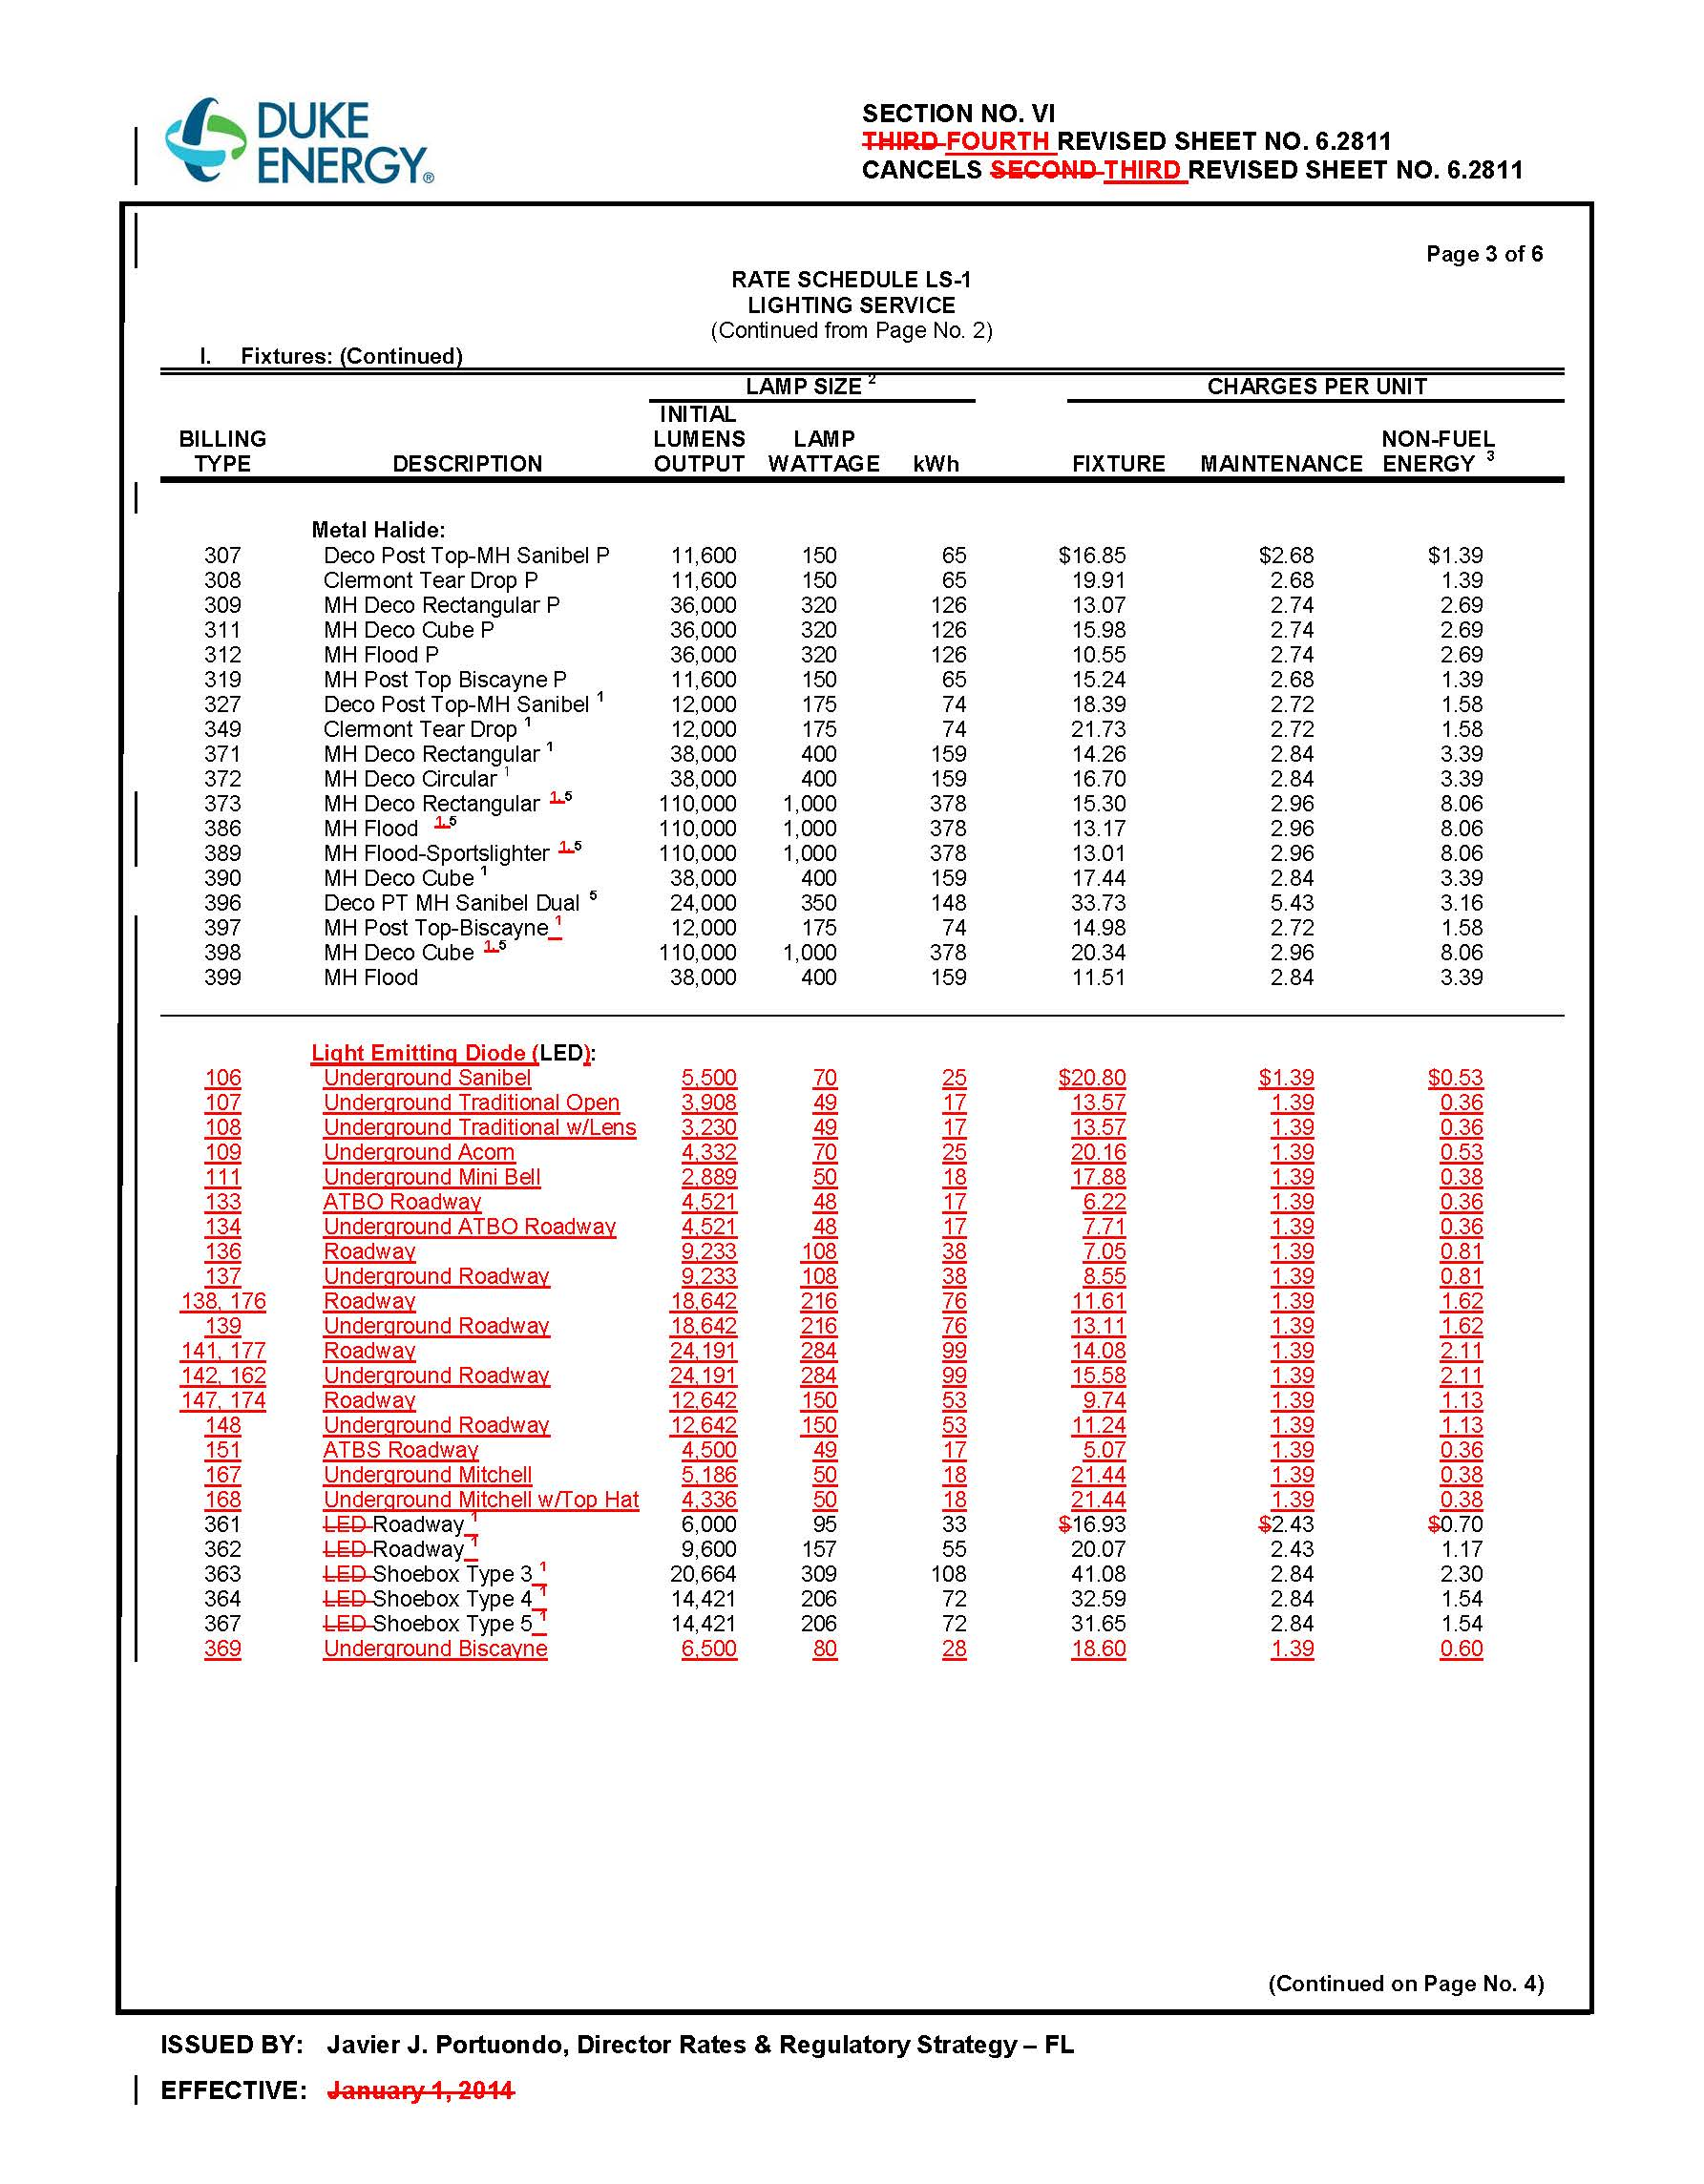 DUKE
ENERGY®
SECTION NO. VI
THIRD FOURTH REVISED SHEET NO. 6.2811
CANCELS SECOND THIRD REVISED SHEET NO. 6.2811
Page 3 of 6
RATE SCHEDULE LS-1
LIGHTING SERVICE
(Continued from Page No. 2)
I. Fixtures: (Continued)
LAMP SIZE 2 CHARGES PER UNIT
INITIAL
BILLING LUMENS LAMP NON-FUEL
TYPE DESCRIPTION OUTPUT WATTAGE kWh FIXTURE MAINTENANCE ENERGY 3
Metal Halide:
307 Deco Post Top-MH Sanibel P 11,600 150 65 $16.85 $2.68 $1.39
308 Clermont Tear Drop P 11,600 150 65 19.91 2.68 1.39
309 MH Deco Rectangular P 36,000 320 126 13.07 2.74 2.69
311 MH Deco Cube P 36,000 320 126 15.98 2.74 2.69
312 MH Flood P 36,000 320 126 10.55 2.74 2.69
319 MH Post Top Biscayne P 11,600 150 65 15.24 2.68 1.39
327 Deco Post Top-MH Sanibel 1 12,000 175 74 18.39 2.72 1.58
349 Clermont Tear Drop 1 12,000 175 74 21.73 2.72 1.58
371 MH Deco Rectangular 1 38,000 400 159 14.26 2.84 3.39
372 MH Deco Circular 1 38,000 400 159 16.70 2.84 3.39
373 MH Deco Rectangular 1, 5 110,000 1,000 378 15.30 2.96 8.06
386 MH Flood 1, 5 110,000 1,000 378 13.17 2.96 8.06
389 MH Flood-Sportslighter 1, 5 110,000 1,000 378 13.01 2.96 8.06
390 MH Deco Cube 1 38,000 400 159 17.44 2.84 3.39
396 Deco PT MH Sanibel Dual 5 24,000 350 148 33.73 5.43 3.16
397 MH Post Top-Biscayne 1 12,000 175 74 14.98 2.72 1.58
398 MH Deco Cube 1, 5 110,000 1,000 378 20.34 2.96 8.06
399 MH Flood 38,000 400 159 11.51 2.84 3.39
Light Emitting Diode (LED):
106 Underground Sanibel 5,500 70 25 $20.80 $1.39 $0.53
107 Underground Traditional Open 3,908 49 17 13.57 1.39 0.36
108 Underground Traditional w/Lens 3,230 49 17 13.57 1.39 0.36
109 Underground Acorn 4,332 70 25 20.16 1.39 0.53
111 Underground Mini Bell 2,889 50 18 17.88 1.39 0.38
133 ATBO Roadway 4,521 48 17 6.22 1.39 0.36
134 Underground ATBO Roadway 4,521 48 17 7.71 1.39 0.36
136 Roadway 9,233 108 38 7.05 1.39 0.81
137 Underground Roadway 9,233 108 38 8.55 1.39 0.81
138, 176 Roadway 18,642 216 76 11.61 1.39 1.62
139 Underground Roadway 18,642 216 76 13.11 1.39 1.62
141, 177 Roadway 24,191 284 99 14.08 1.39 2.11
142, 162 Underground Roadway 24,191 284 99 15.58 1.39 2.11
147, 174 Roadway 12,642 150 53 9.74 1.39 1.13
148 Underground Roadway 12,642 150 53 11.24 1.39 1.13
151 ATBS Roadway 4,500 49 17 5.07 1.39 0.36
167 Underground Mitchell 5,186 50 18 21.44 1.39 0.38
168 Underground Mitchell w/Top Hat 4,336 50 18 21.44 1.39 0.38
361 LED Roadway 1 6,000 95 33 $16.93 $2.43 $0.70
362 LED Roadway 1 9,600 157 55 20.07 2.43 1.17
363 LED Shoebox Type 3 1 20,664 309 108 41.08 2.84 2.30
364 LED Shoebox Type 4 1 14,421 206 72 32.59 2.84 1.54
367 LED Shoebox Type 5 1 14,421 206 72 31.65 2.84 1.54
369 Underground Biscayne 6,500 80 28 18.60 1.39 0.60
(Continued on Page No. 4)
ISSUED BY: Javier J. Portuondo, Director Rates & Regulatory Strategy – FL
EFFECTIVE: January 1, 2014